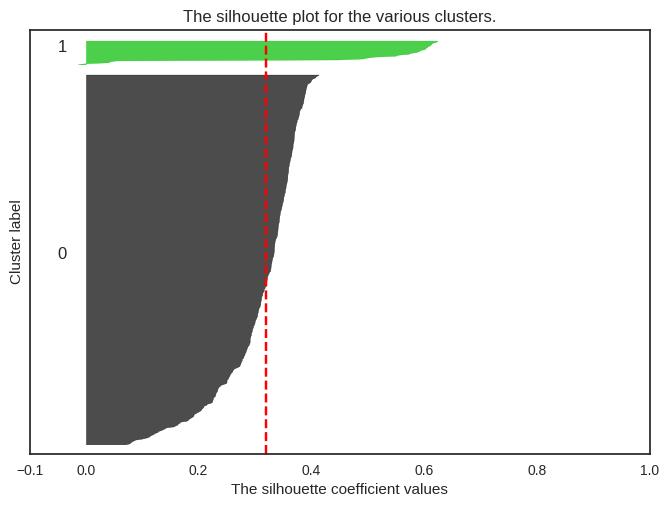 The silhouette plot for the various clusters.
1
0
Cluster label
−0.1 0.0 0.2 0.4 0.6 0.8 1.0
The silhouette coefficient values